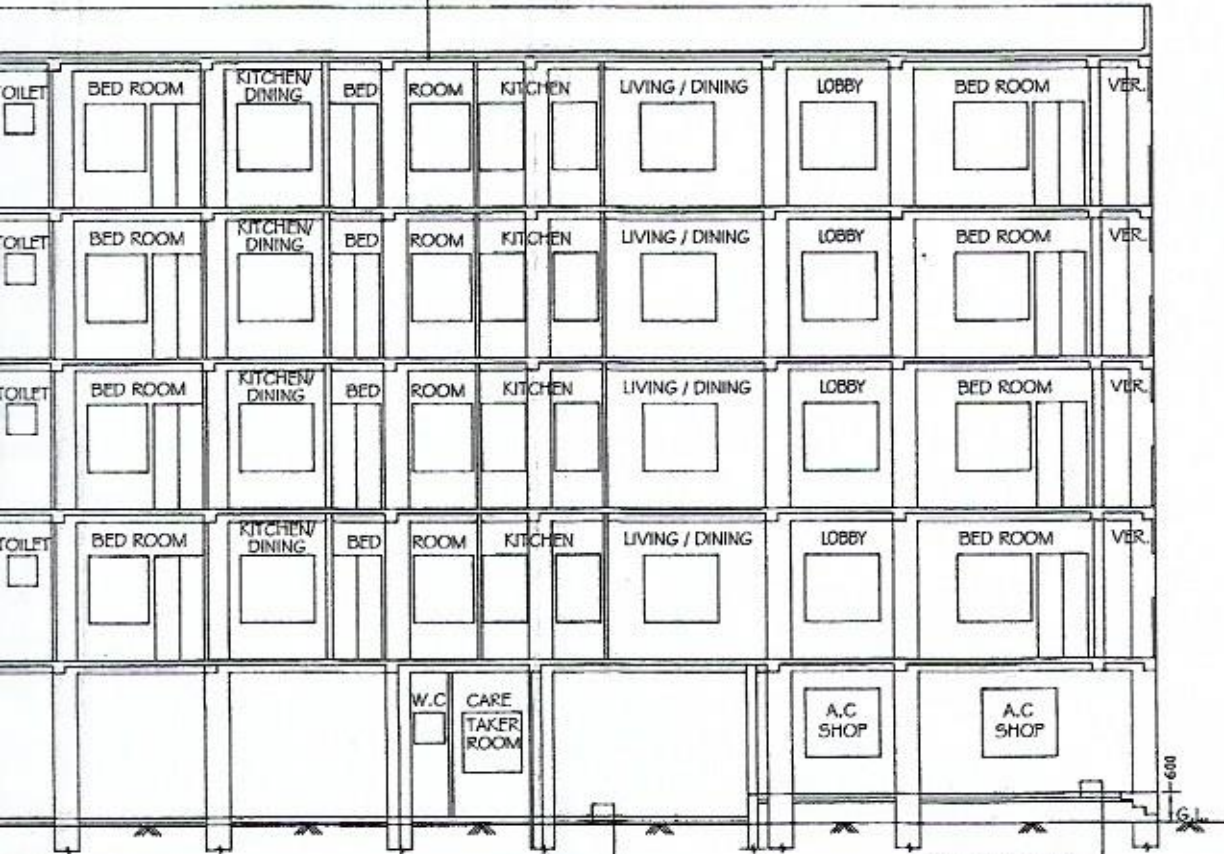 TOILET BED ROOM KITCHEN/ DINING BED ROOM KITCHEN LIVING / DINING LOBBY BED ROOM VER.
TOILET BED ROOM KITCHEN/ DINING BED ROOM KITCHEN LIVING / DINING LOBBY BED ROOM VER.
TOILET BED ROOM KITCHEN/ DINING BED ROOM KITCHEN LIVING / DINING LOBBY BED ROOM VER.
TOILET BED ROOM KITCHEN/ DINING BED ROOM KITCHEN LIVING / DINING LOBBY BED ROOM VER.
W.C CARE
TAKER
ROOM
A.C
SHOP
A.C
SHOP
600
G.L.